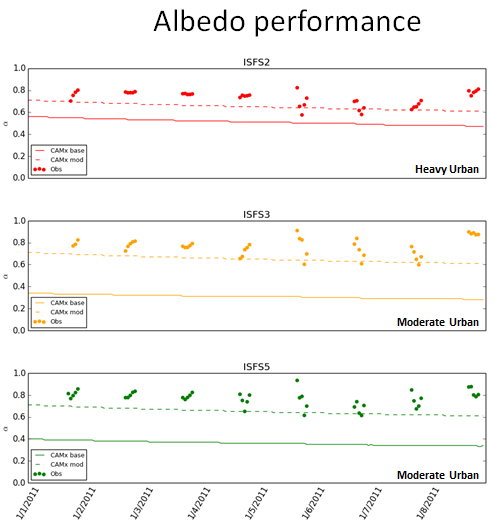 Albedo performance
ISFS2
1.0
0.8
0.6
0.4
0.2
0.0
α
CAMx base
CAMx mod
Obs
Heavy Urban
ISFS3
1.0
0.8
0.6
0.4
0.2
0.0
α
CAMx base
CAMx mod
Obs
Moderate Urban
ISFS5
1.0
0.8
0.6
0.4
0.2
0.0
α
CAMx base
CAMx mod
Obs
Moderate Urban
1/1/2011
1/2/2011
1/3/2011
1/4/2011
1/5/2011
1/6/2011
1/7/2011
1/8/2011